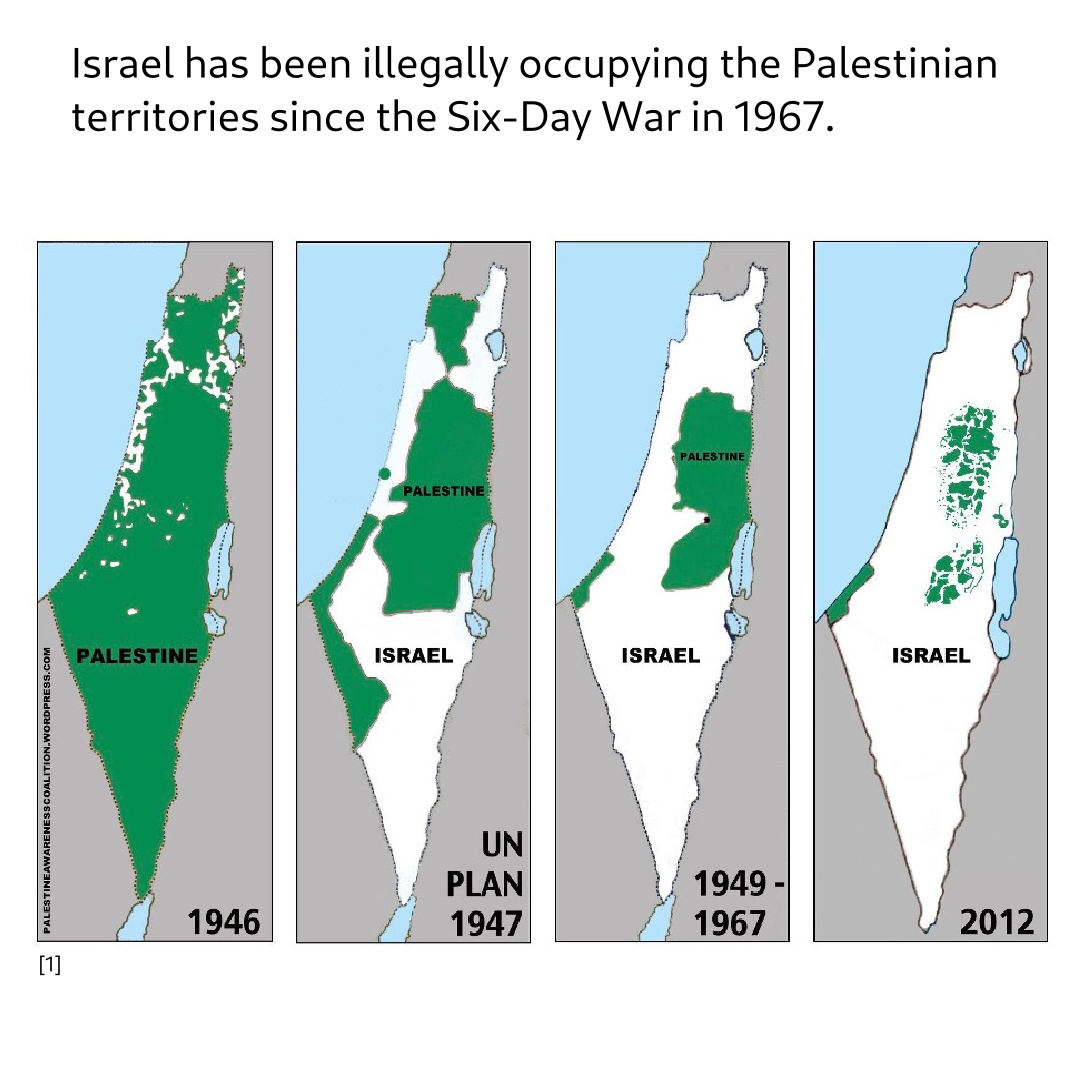 Israel has been illegally occupying the Palestinian
territories since the Six-Day War in 1967.
PALESTINE
PALESTINEAWARENESSCOALITION.WORDPRESS.COM
1946
PALESTINE
ISRAEL
UN
PLAN
1947
PALESTINE
ISRAEL
1949 -
1967
ISRAEL
2012
[1]